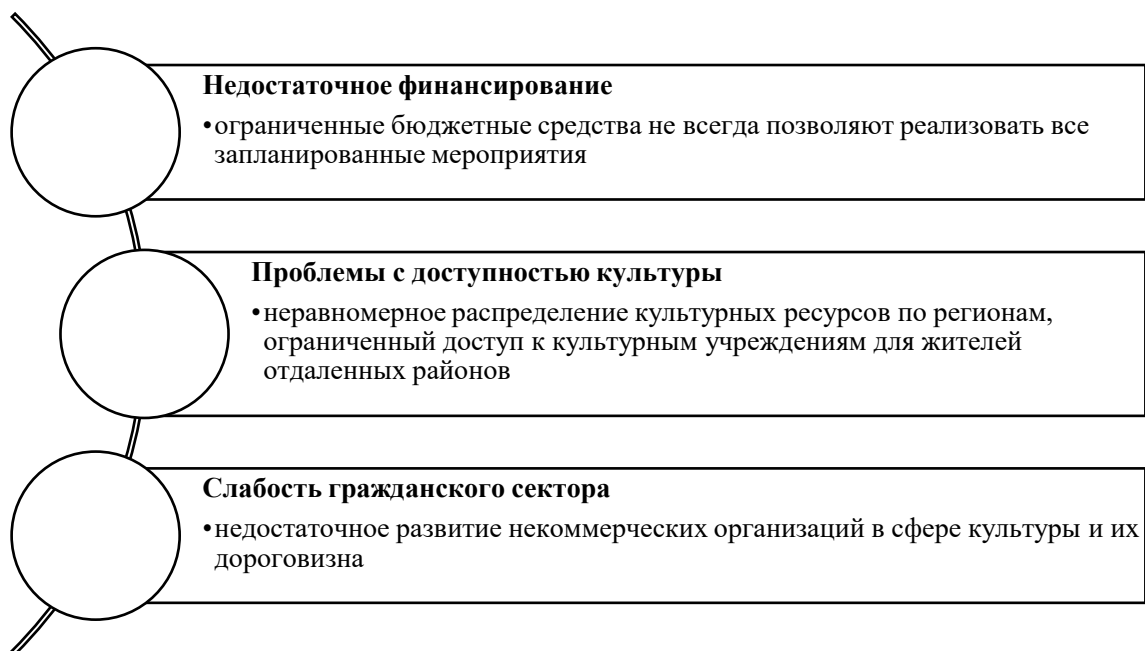 Недостаточное финансирование
•ограниченные бюджетные средства не всегда позволяют реализовать все
запланированные мероприятия
Проблемы с доступностью культуры
•неравномерное распределение культурных ресурсов по регионам,
ограниченный доступ к культурным учреждениям для жителей
отдаленных районов
Слабость гражданского сектора
•недостаточное развитие некоммерческих организаций в сфере культуры и их
дороговизна